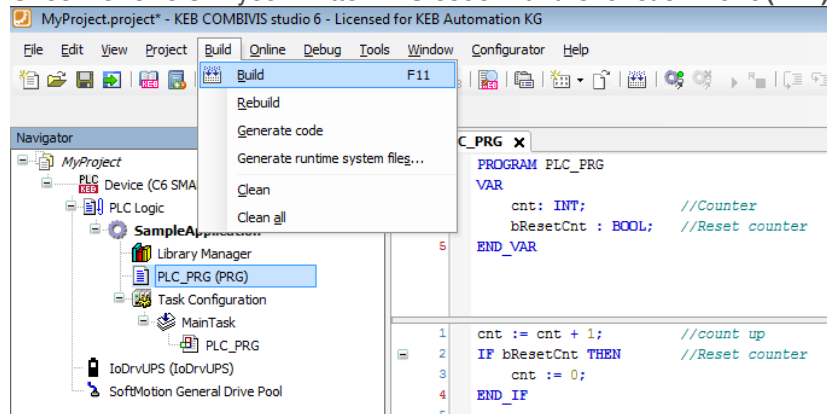 MyProject.project* - KEB COMBIVIS studio 6 - Licensed for KEB Automation KG
File Edit View Project Build Online Debug Tools Window Configurator Help
Build F11
Rebuild
Generate code
Generate runtime system files...
Clean
Clean all
Navigator
MyProject
PLC KEB Device (C6 SMA
PLC Logic
SampleApplication
Library Manager
PLC_PRG (PRG)
Task Configuration
MainTask
PLC_PRG
IoDrvUPS (IoDrvUPS)
SoftMotion General Drive Pool
C_PRG X
PROGRAM PLC_PRG
VAR
cnt: INT; //Counter
bResetCnt : BOOL; //Reset counter
5 END_VAR
1 cnt := cnt + 1; //count up
2 IF bResetCnt THEN //Reset counter
3 cnt := 0;
4 END_IF